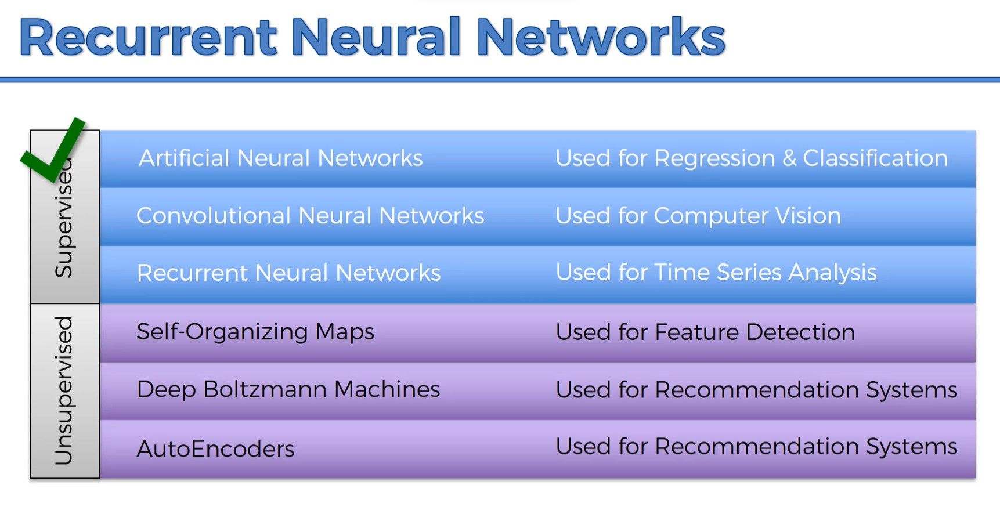 Recurrent Neural Networks
Supervised
Artificial Neural Networks Used for Regression & Classification
Convolutional Neural Networks Used for Computer Vision
Recurrent Neural Networks Used for Time Series Analysis
Unsupervised
Self-Organizing Maps Used for Feature Detection
Deep Boltzmann Machines Used for Recommendation Systems
AutoEncoders Used for Recommendation Systems